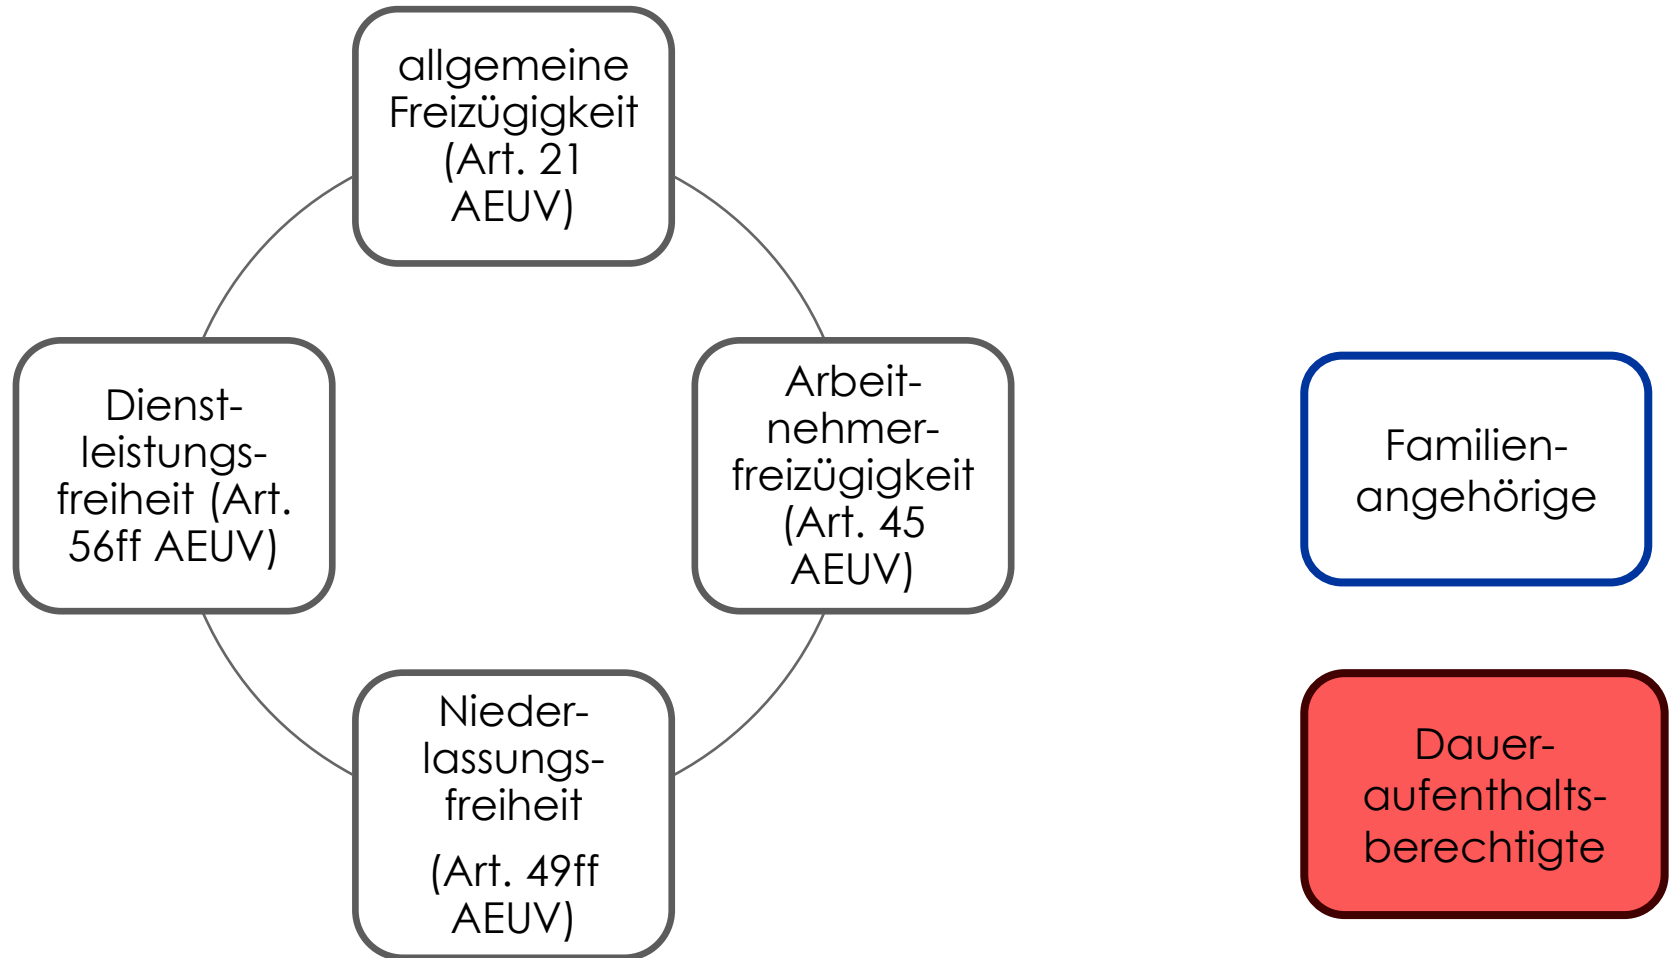 allgemeine
Freizügigkeit
(Art. 21
AEUV)
Dienst-
leistungs-
freiheit (Art.
56ff AEUV)
Arbeit-
nehmer-
freizügigkeit
(Art. 45
AEUV)
Nieder-
lassungs-
freiheit
(Art. 49ff
AEUV)
Familien-
angehörige
Dauer-
aufenthalts-
berechtigte